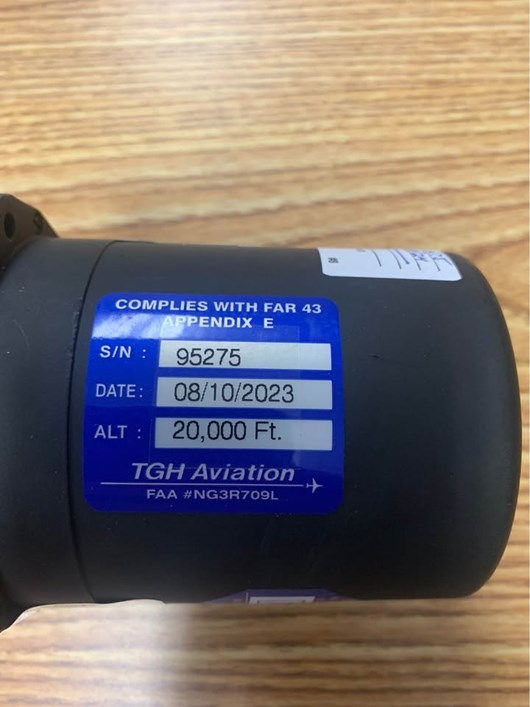 COMPLIES WITH FAR 43
APPENDIX E
S/N : 95275
DATE: 08/10/2023
ALT : 20,000 Ft.
TGH Aviation
FAA #NG3R709L